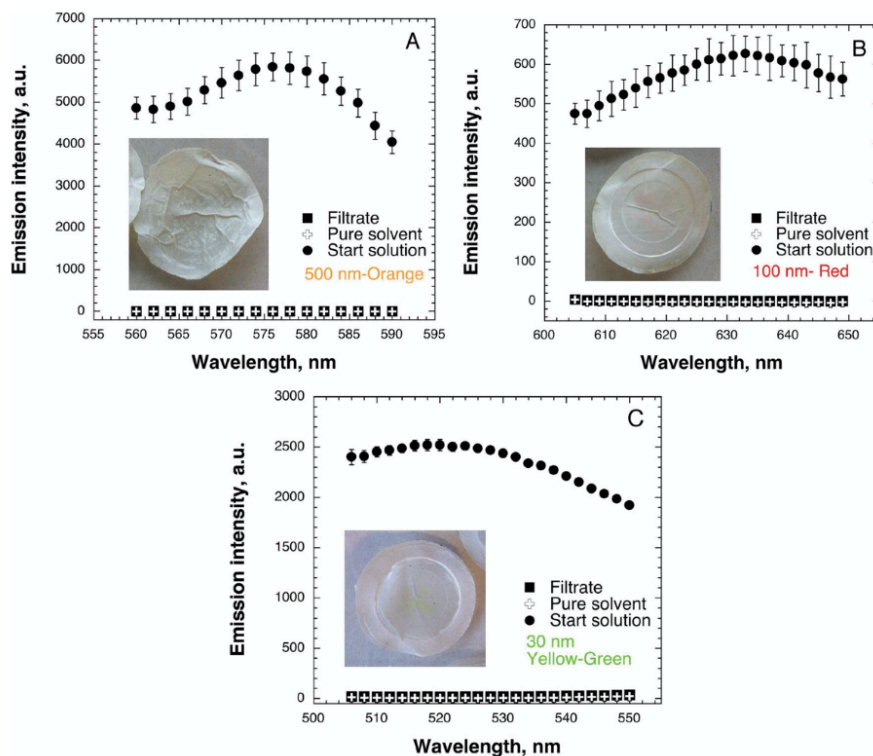 A
Emission intensity, a.u.
7000
6000
5000
4000
3000
2000
1000
0
Filtrate
Pure solvent
Start solution
500 nm-Orange
555 560 565 570 575 580 585 590 595
Wavelength, nm
B
Emission intensity, a.u.
700
600
500
400
300
200
100
0
-100
Filtrate
Pure solvent
Start solution
100 nm- Red
600 610 620 630 640 650
Wavelength, nm
C
Emission intensity, a.u.
3000
2500
2000
1500
1000
500
0
Filtrate
Pure solvent
Start solution
30 nm
Yellow-Green
500 510 520 530 540 550
Wavelength, nm